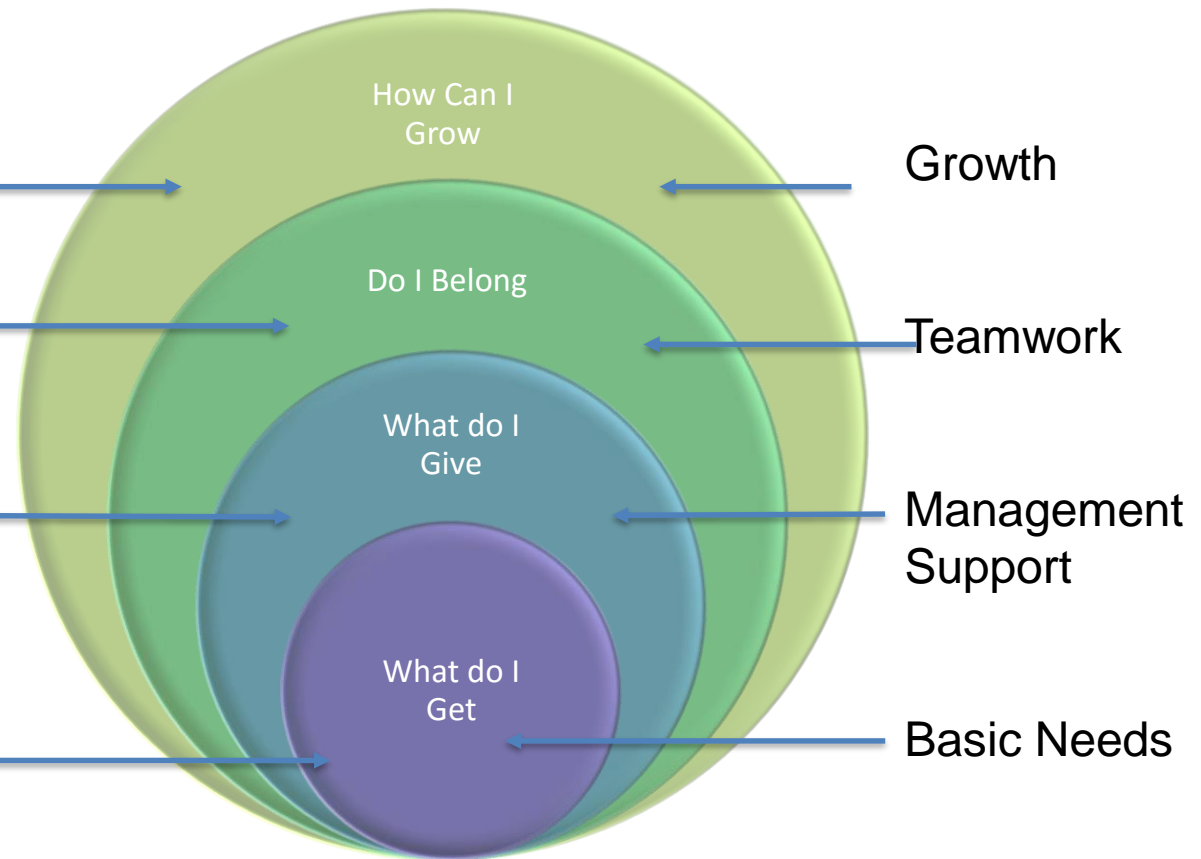 How Can I
Grow
Growth
Do I Belong
Teamwork
What do I
Give
Management
Support
What do I
Get
Basic Needs